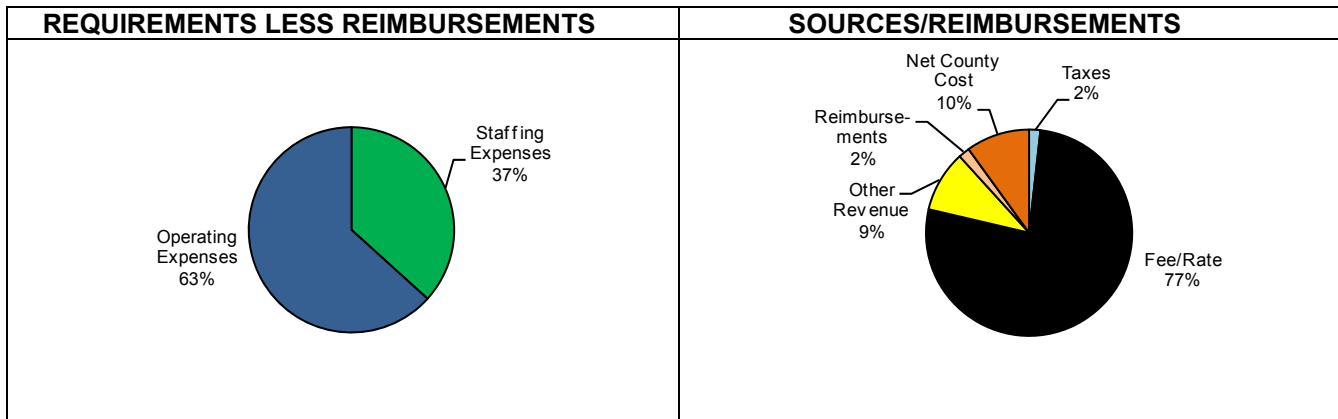 REQUIREMENTS LESS REIMBURSEMENTS
Staffing
Expenses
37%
Operating
Expenses
63%
SOURCES/REIMBURSEMENTS
Net County
Cost
10%
Taxes
2%
Reimburse-
ments
2%
Other
Revenue
9%
Fee/Rate
77%